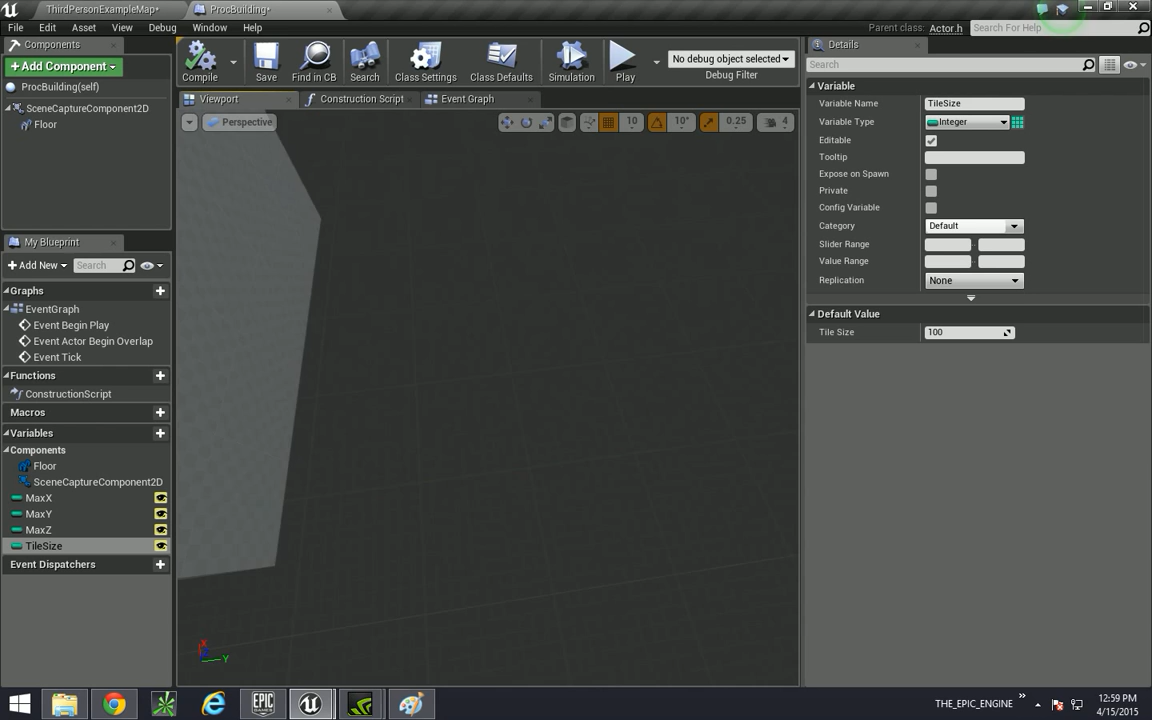 ThirdPersonExampleMap*
ProcBuilding*
File Edit Asset View Debug Window Help
Parent class: Actor.h
Search For Help
Components
+ Add Component
ProcBuilding(self)
SceneCaptureComponent2D
Floor
My Blueprint
+ Add New
Search
Graphs
EventGraph
Event Begin Play
Event Actor Begin Overlap
Event Tick
Functions
ConstructionScript
Macros
Variables
Components
Floor
SceneCaptureComponent2D
MaxX
MaxY
MaxZ
TileSize
Event Dispatchers
Compile Save Find in CB Search Class Settings Class Defaults Simulation Play
No debug object selected
Debug Filter
Viewport Construction Script Event Graph
Perspective
10 10° 0.25 4
X
Y
Details
Search
Variable
Variable Name TileSize
Variable Type Integer
Editable
Tooltip
Expose on Spawn
Private
Config Variable
Category Default
Slider Range
Value Range
Replication None
Default Value
Tile Size 100
EPIC GAMES
THE_EPIC_ENGINE
12:59 PM
4/15/2015